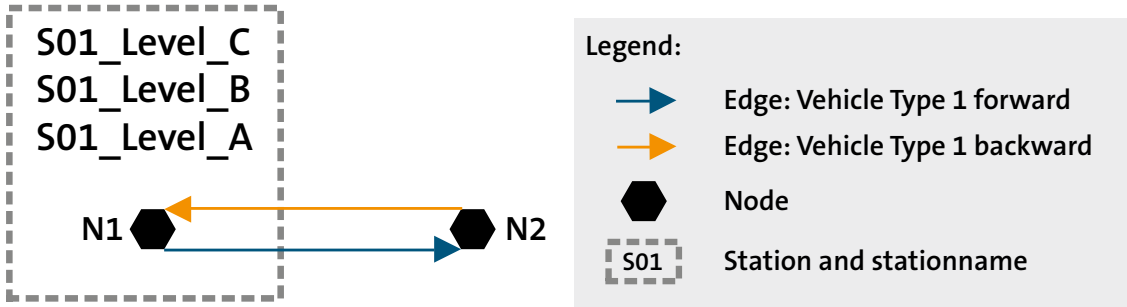 S01_Level_C
S01_Level_B
S01_Level_A
N1
N2
Legend:
Edge: Vehicle Type 1 forward
Edge: Vehicle Type 1 backward
Node
S01
Station and stationname